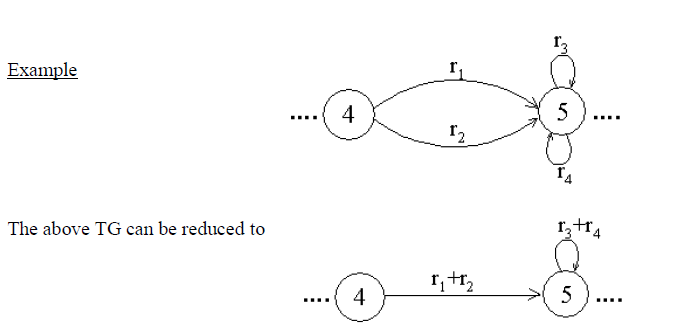 r₃
Example
r₁
.... 4 5 ....
r₂
r₄
The above TG can be reduced to
r₃+r₄
r₁+r₂
.... 4 5 ....